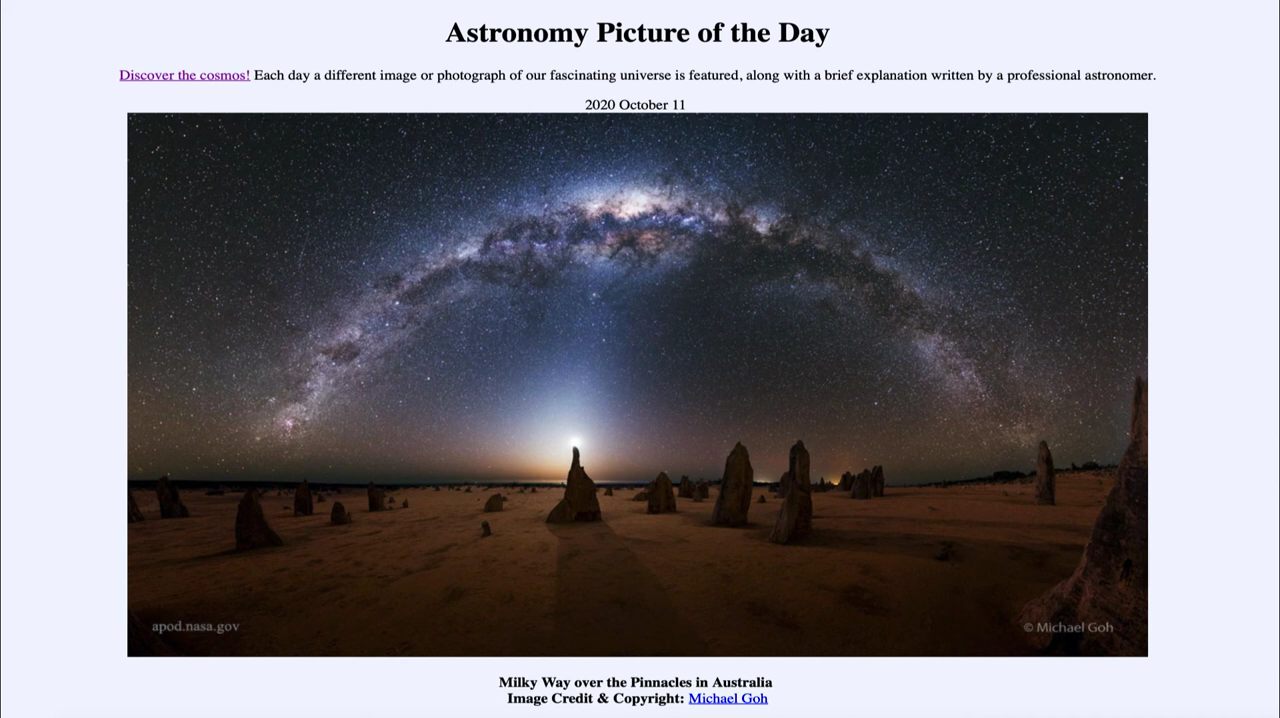 Astronomy Picture of the Day
Discover the cosmos! Each day a different image or photograph of our fascinating universe is featured, along with a brief explanation written by a professional astronomer.
2020 October 11
apod.nasa.gov
© Michael Goh
Milky Way over the Pinnacles in Australia
Image Credit & Copyright: Michael Goh